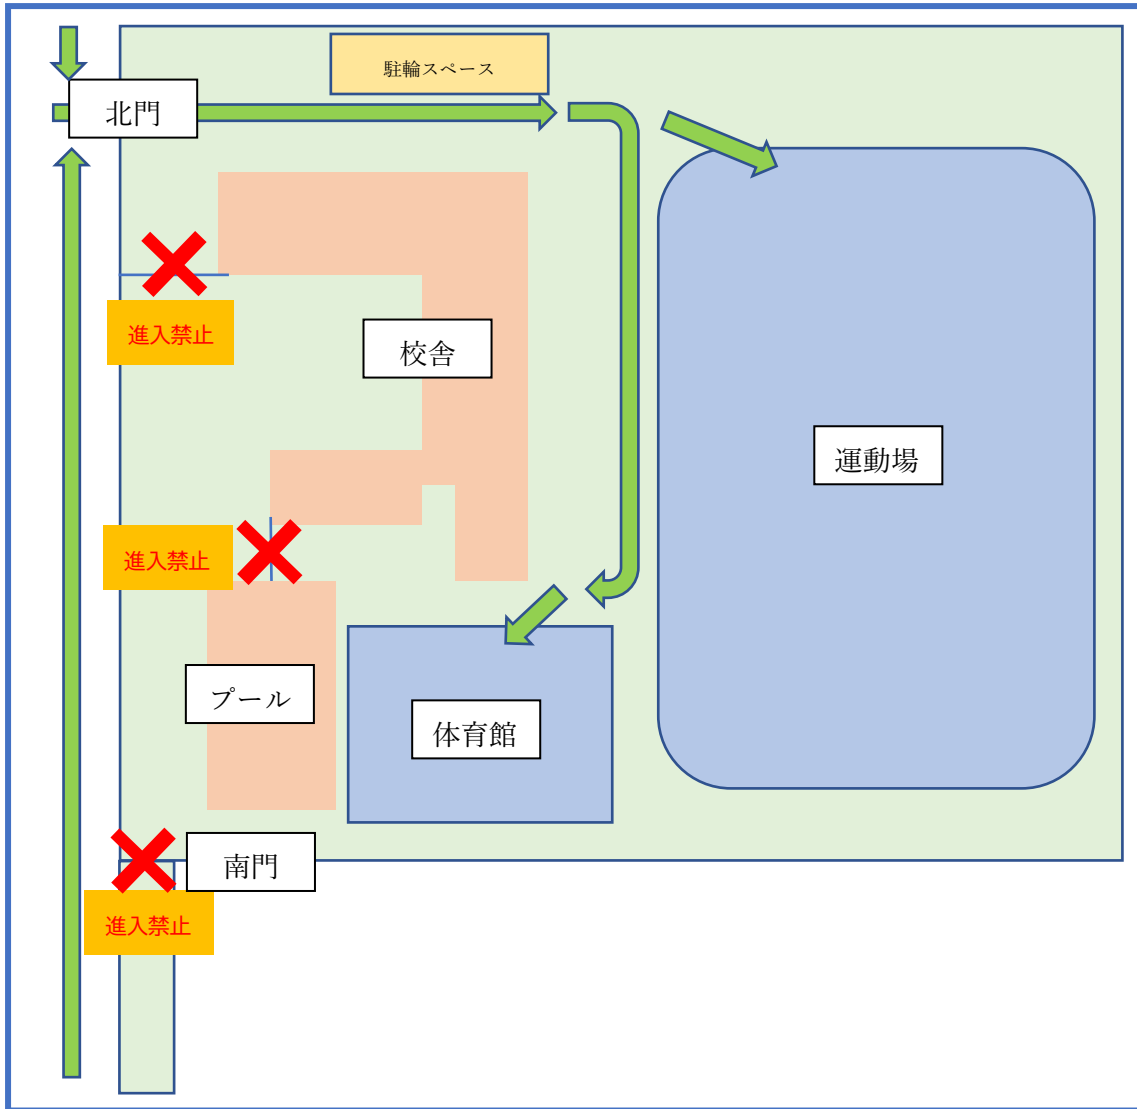 駐輪スペース
北門
進入禁止
校舎
運動場
進入禁止
プール
体育館
南門
進入禁止